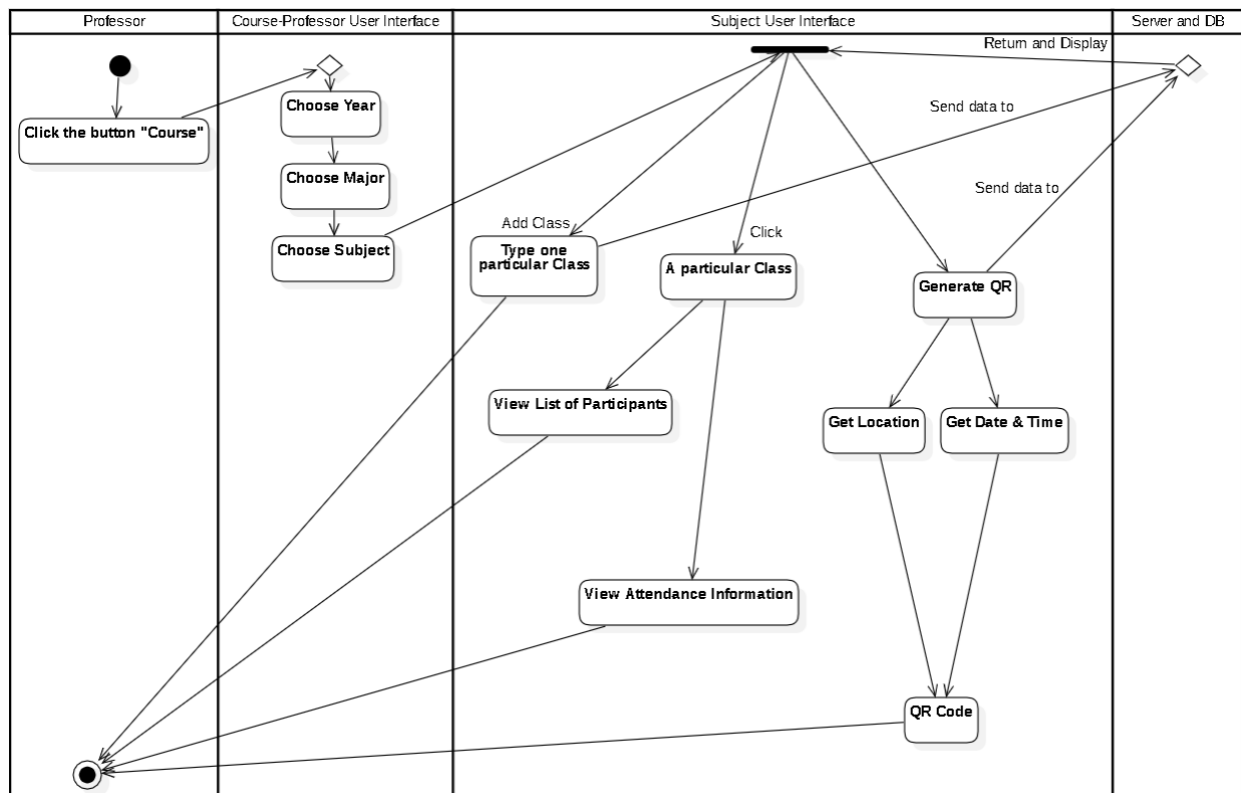 Professor
Course-Professor User Interface
Subject User Interface
Server and DB
Return and Display
Click the button "Course"
Choose Year
Choose Major
Choose Subject
Send data to
Send data to
Add Class
Type one
particular Class
Click
A particular Class
Generate QR
View List of Participants
Get Location
Get Date & Time
View Attendance Information
QR Code